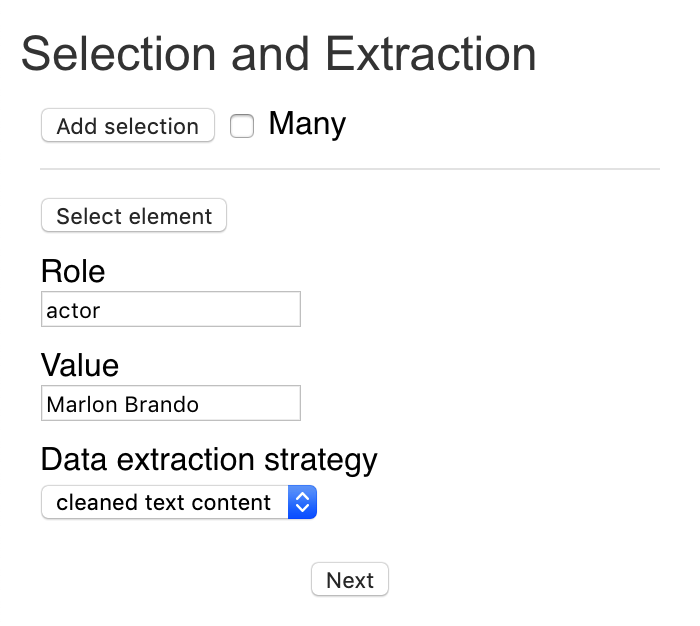 Selection and Extraction
Add selection Many
Select element
Role
actor
Value
Marlon Brando
Data extraction strategy
cleaned text content
Next